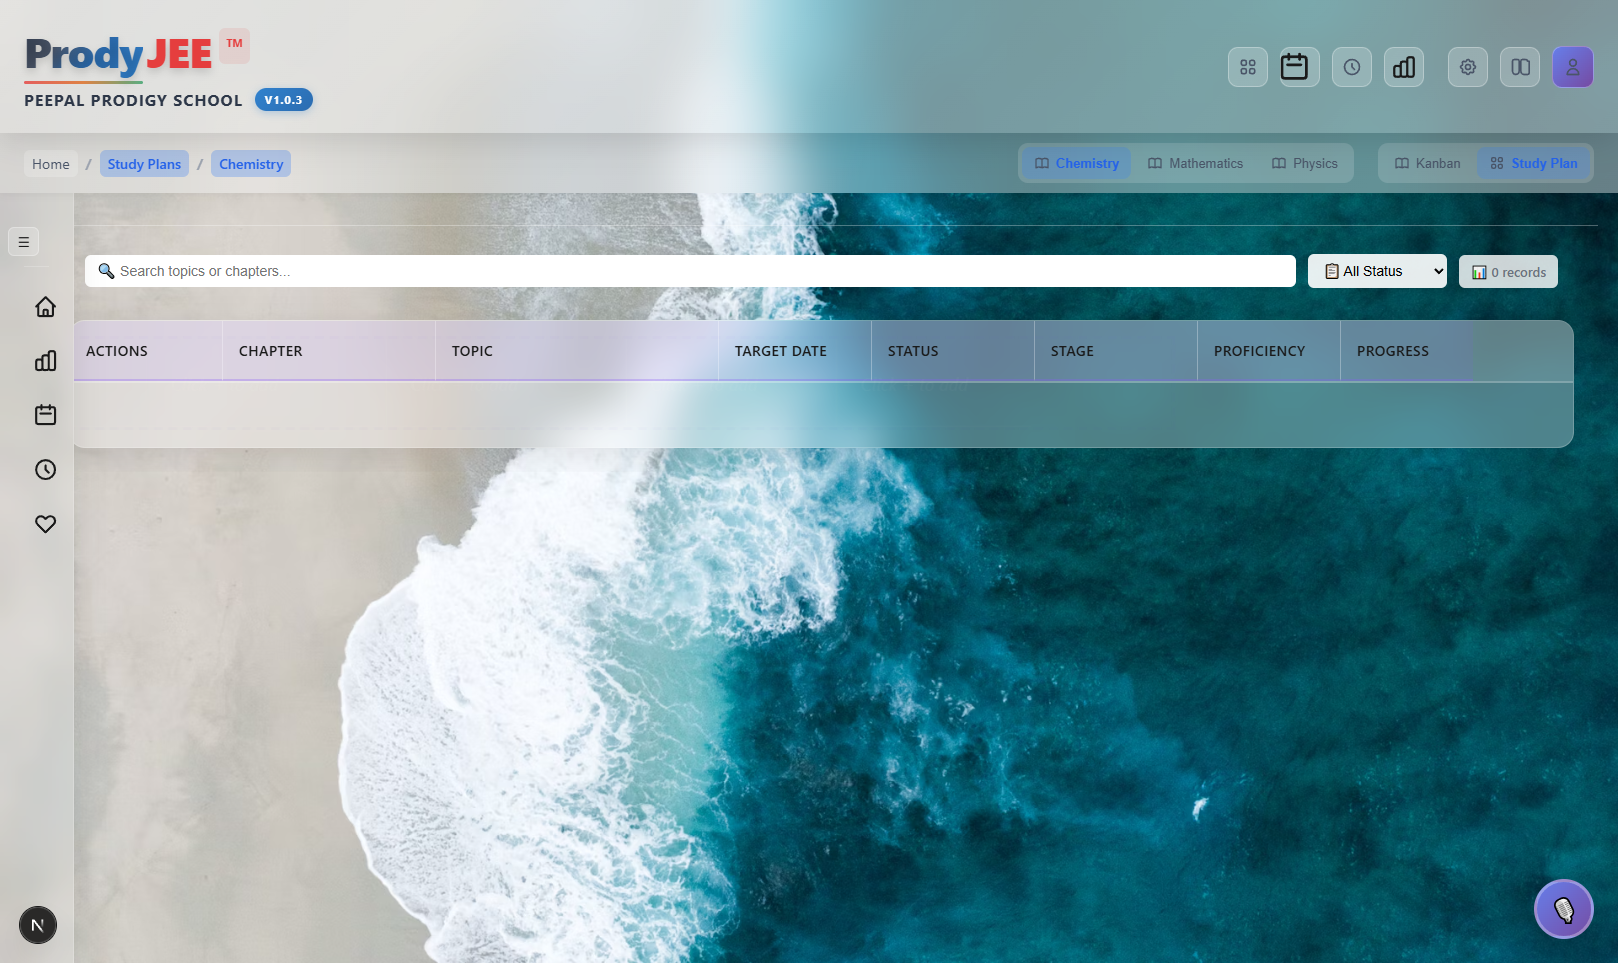 ProdyJEE ™
PEEPAL PRODIGY SCHOOL V1.0.3
Home / Study Plans / Chemistry
Chemistry Mathematics Physics Kanban Study Plan
Search topics or chapters... All Status 0 records
ACTIONS CHAPTER TOPIC TARGET DATE STATUS STAGE PROFICIENCY PROGRESS
N